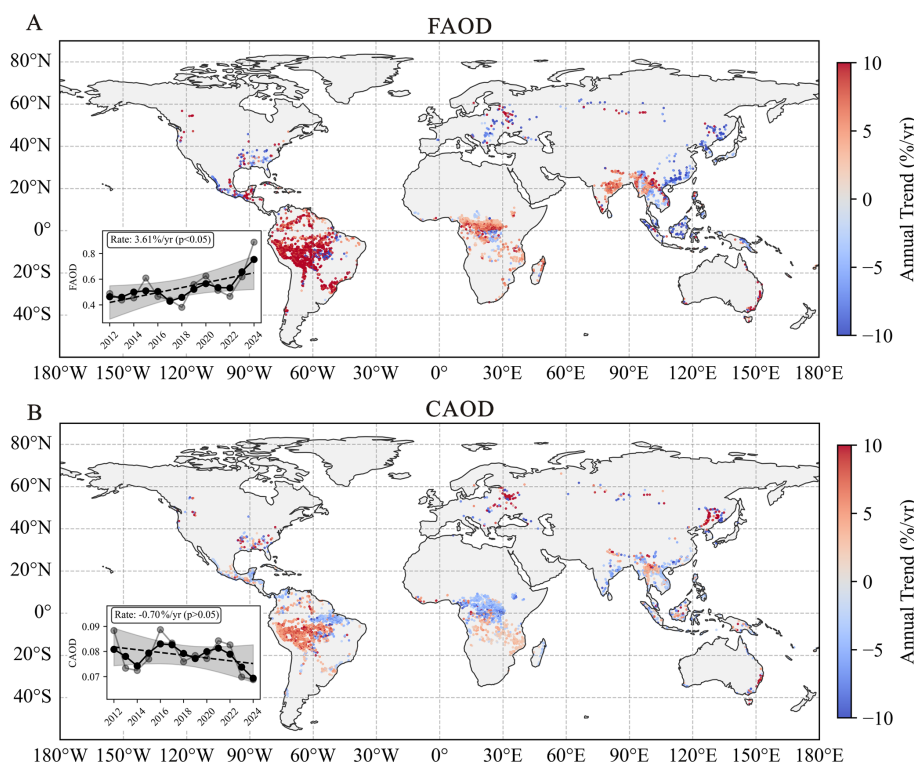 A
FAOD
80°N
60°N
40°N
20°N
0°
20°S
40°S
180°W 150°W 120°W 90°W 60°W 30°W 0° 30°E 60°E 90°E 120°E 150°E 180°E
Rate: 3.61%/yr (p<0.05)
FAOD
0.8
0.6
0.4
2012 2014 2016 2018 2020 2022 2024
10
5
0
−5
−10
Annual Trend (%/yr)
B
CAOD
80°N
60°N
40°N
20°N
0°
20°S
40°S
180°W 150°W 120°W 90°W 60°W 30°W 0° 30°E 60°E 90°E 120°E 150°E 180°E
Rate: -0.70%/yr (p>0.05)
CAOD
0.09
0.08
0.07
2012 2014 2016 2018 2020 2022 2024
10
5
0
−5
−10
Annual Trend (%/yr)